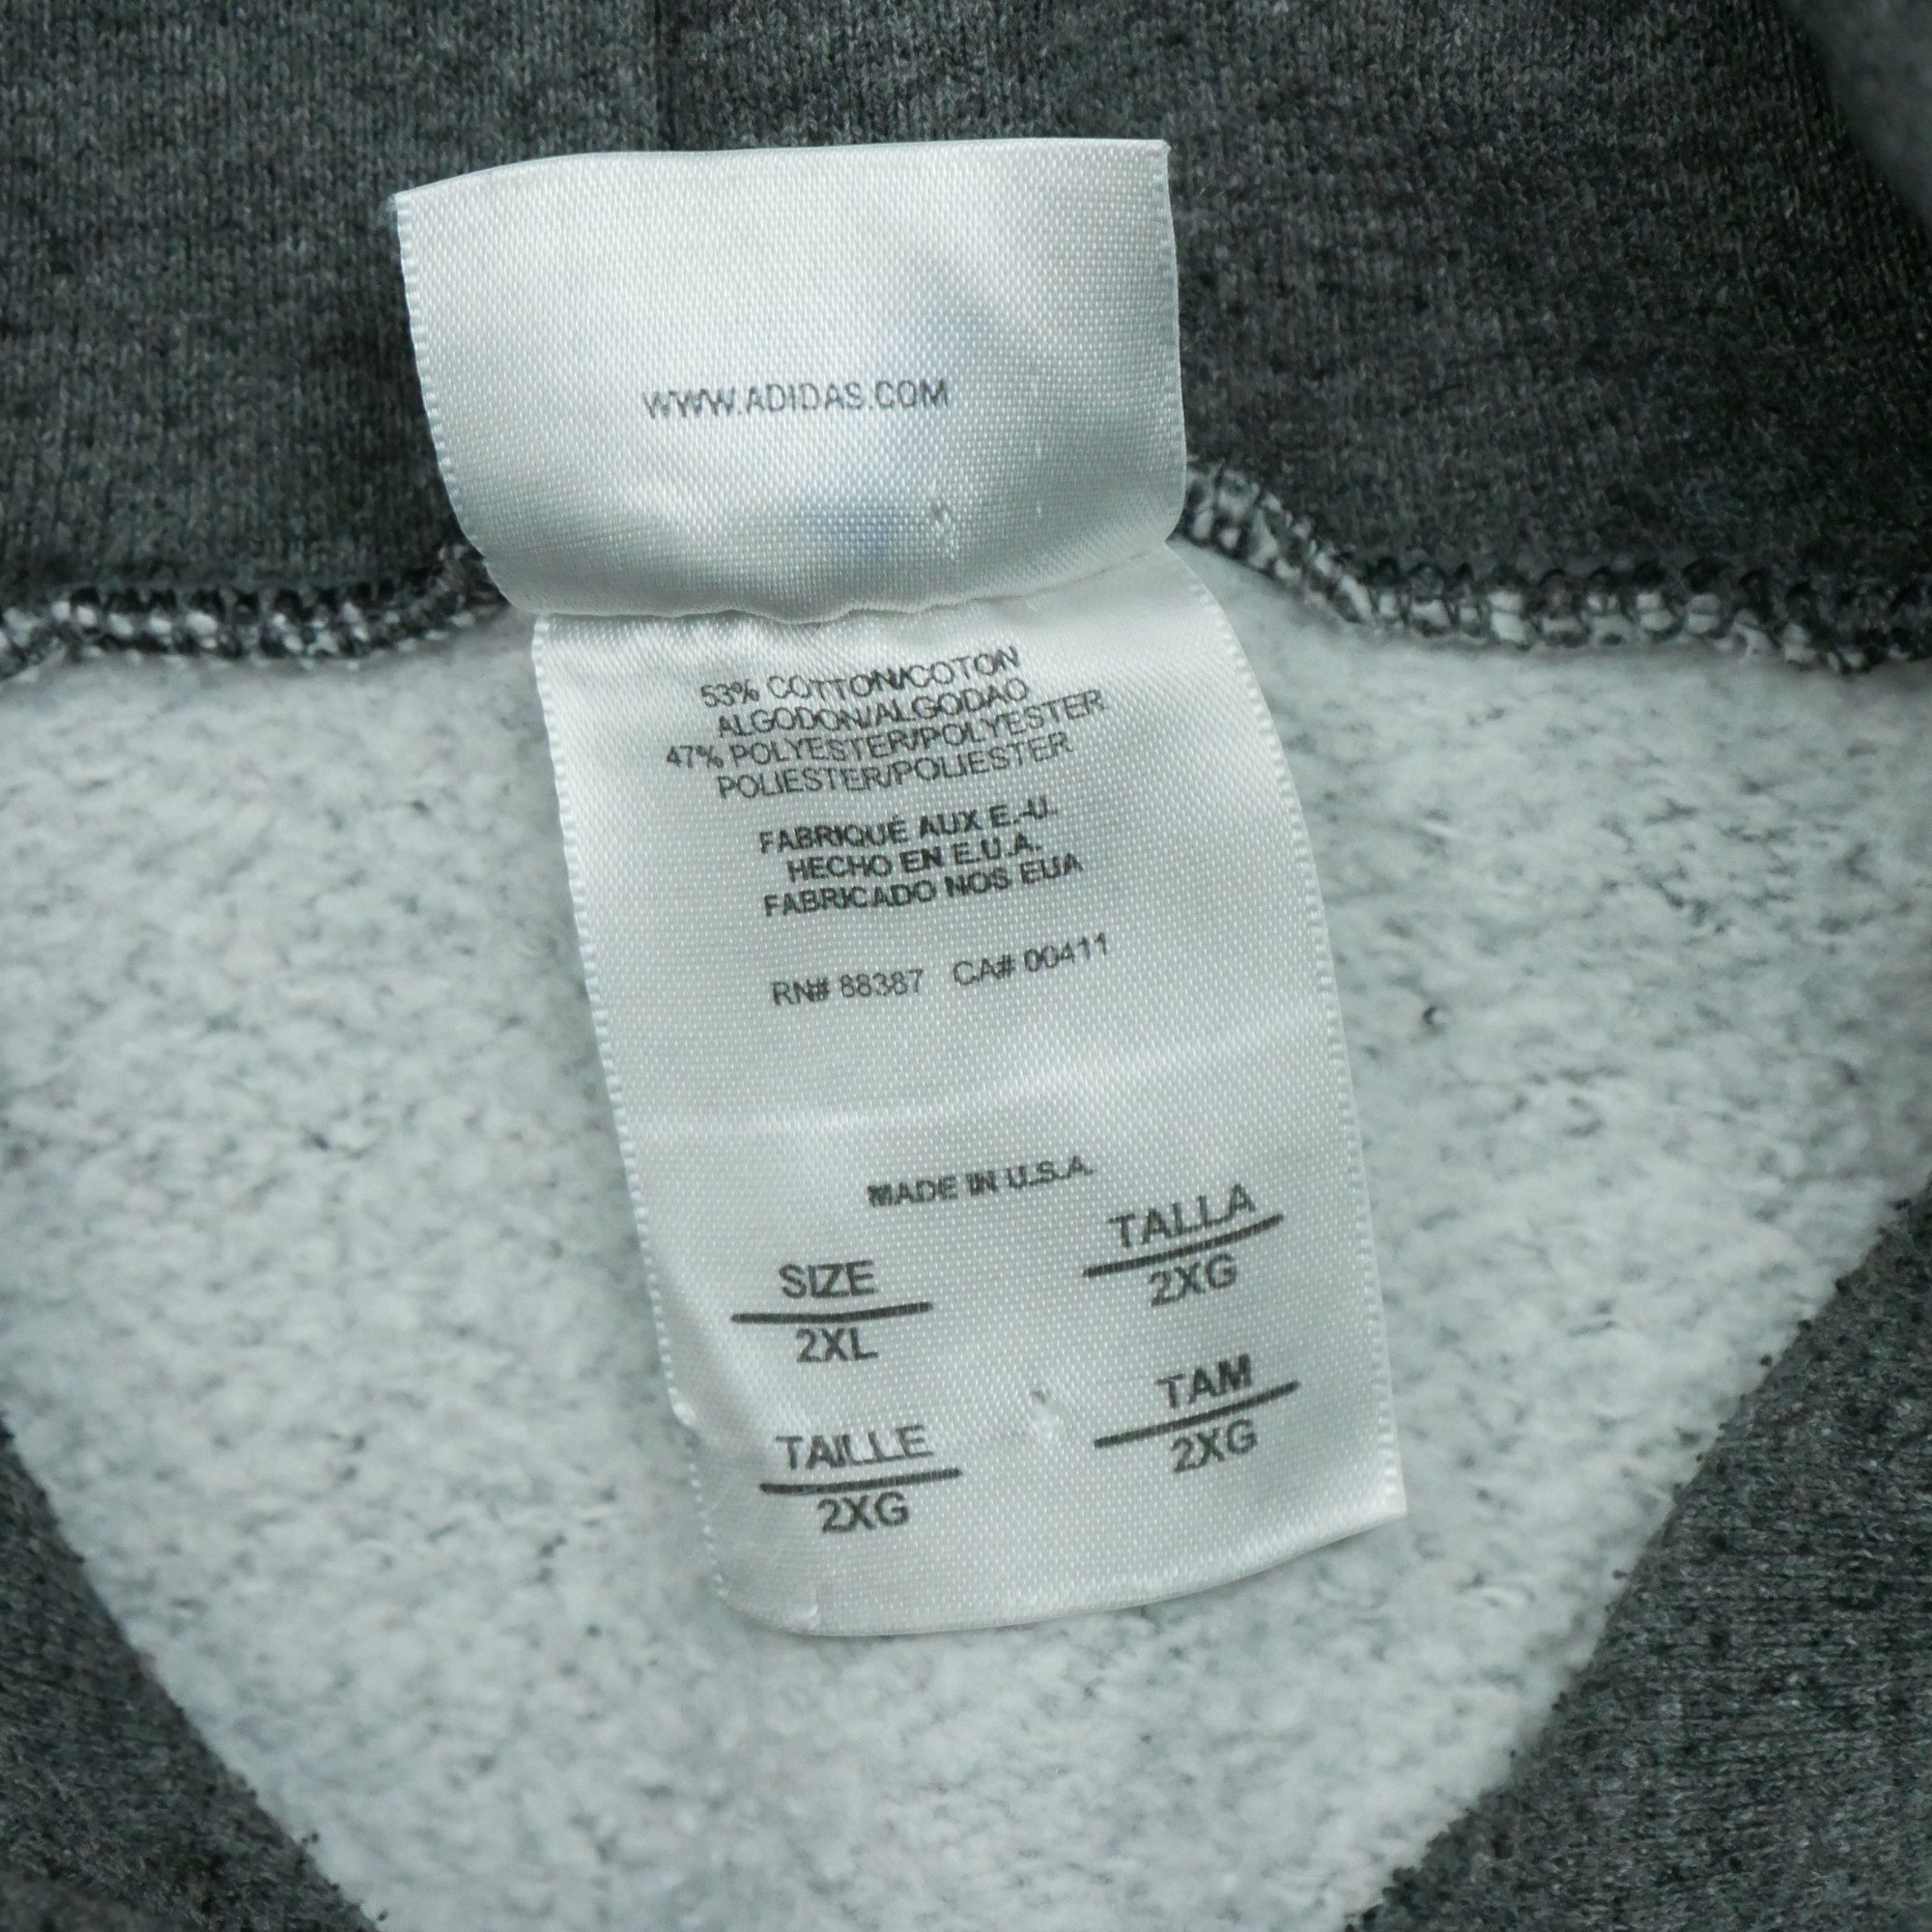 WWW.ADIDAS.COM
53% COTTON/COTON
ALGODON/ALGODAO
47% POLYESTER/POLYESTER
POLIESTER/POLIESTER
FABRIQUÉ AUX E.-U.
HECHO EN E.U.A.
FABRICADO NOS EUA
RN# 88387 CA# 00411
MADE IN U.S.A.
SIZE
2XL
TALLA
2XG
TAILLE
2XG
TAM
2XG